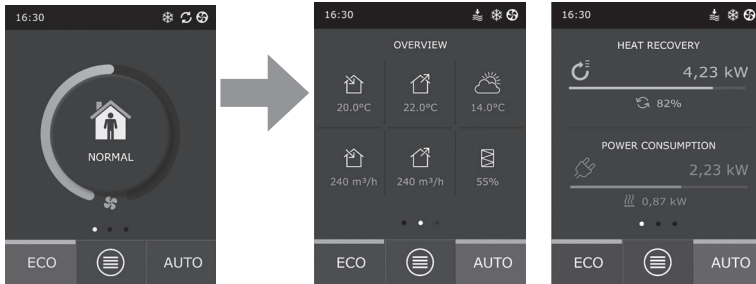 16:30
NORMAL
ECO
AUTO
16:30
OVERVIEW
20.0°C 22.0°C 14.0°C
240 m³/h 240 m³/h 55%
ECO
AUTO
16:30
HEAT RECOVERY
4,23 kW
82%
POWER CONSUMPTION
2,23 kW
0,87 kW
ECO
AUTO